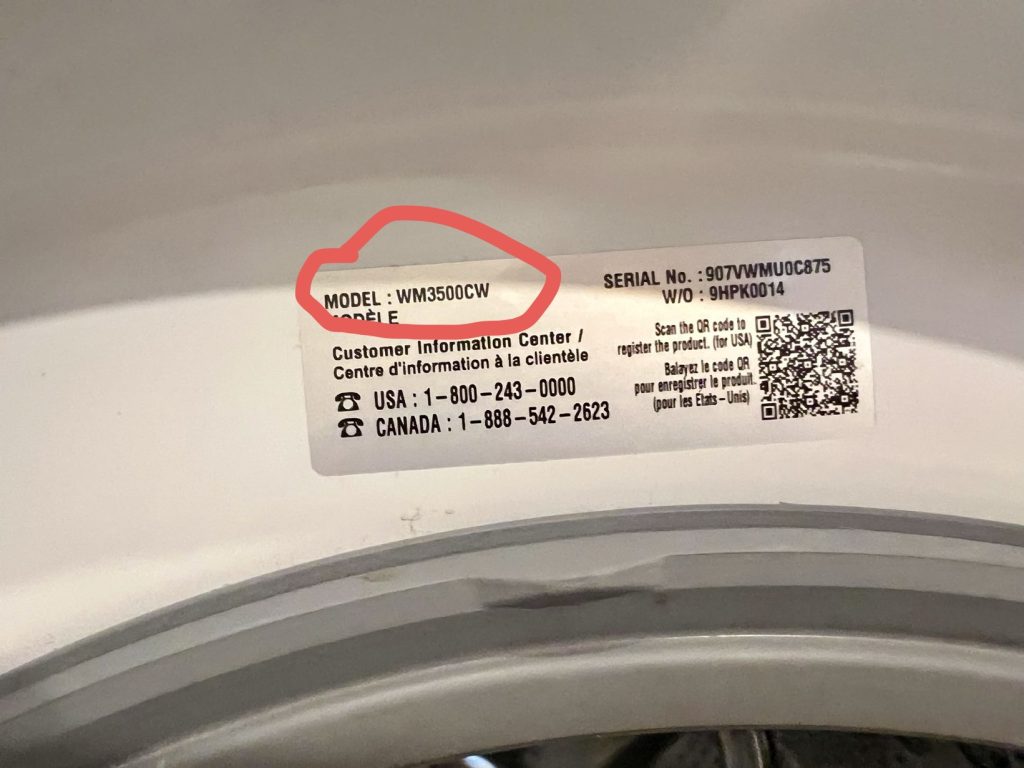 MODEL : WM3500CW
MODÈLE
Customer Information Center /
Centre d'information à la clientèle
☎ USA : 1-800-243-0000
☎ CANADA : 1-888-542-2623
SERIAL No. : 907VWMU0C875
W/O : 9HPK0014
Scan the QR code to
register the product. (for USA)
Balayez le code QR
pour enregistrer le produit.
(pour les Etats-Unis)